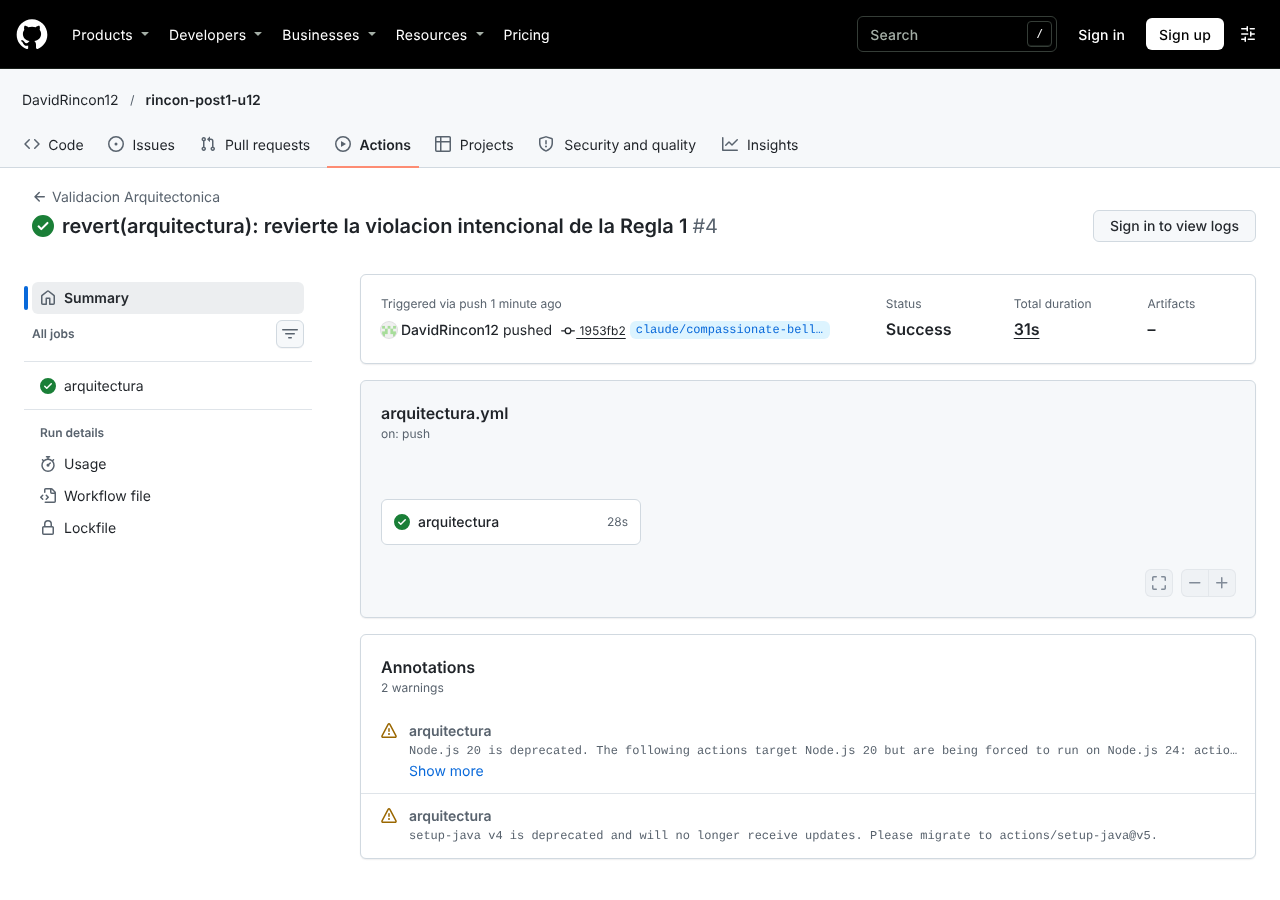 Products Developers Businesses Resources Pricing Search / Sign in Sign up
DavidRincon12 / rincon-post1-u12
Code Issues Pull requests Actions Projects Security and quality Insights
Validacion Arquitectonica
revert(arquitectura): revierte la violacion intencional de la Regla 1 #4
Sign in to view logs
Summary
All jobs
arquitectura
Run details
Usage
Workflow file
Lockfile
Triggered via push 1 minute ago
DavidRincon12 pushed 1953fb2 claude/compassionate-bell…
Status
Success
Total duration
31s
Artifacts
–
arquitectura.yml
on: push
arquitectura 28s
Annotations
2 warnings
arquitectura
Node.js 20 is deprecated. The following actions target Node.js 20 but are being forced to run on Node.js 24: actio…
Show more
arquitectura
setup-java v4 is deprecated and will no longer receive updates. Please migrate to actions/setup-java@v5.